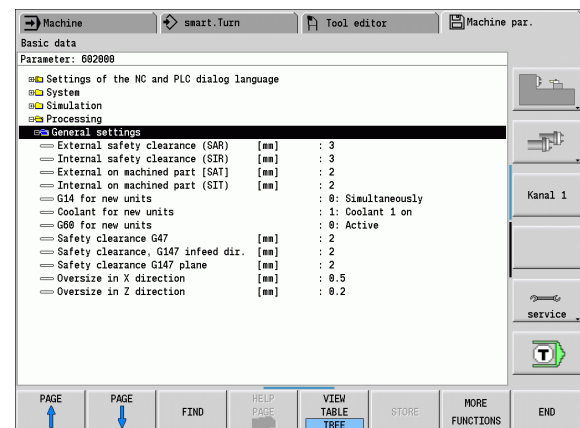 Machine
smart.Turn
Tool editor
Machine par.
Basic data
Parameter: 602000
Settings of the NC and PLC dialog language
System
Simulation
Processing
General settings
External safety clearance (SAR) [mm] : 3
Internal safety clearance (SIR) [mm] : 3
External on machined part [SAT] [mm] : 2
Internal on machined part (SIT) [mm] : 2
G14 for new units : 0: Simultaneously
Coolant for new units : 1: Coolant 1 on
G60 for new units : 0: Active
Safety clearance G47 [mm] : 2
Safety clearance, G147 infeed dir. [mm] : 2
Safety clearance G147 plane [mm] : 2
Oversize in X direction [mm] : 0.5
Oversize in Z direction [mm] : 0.2
Kanal 1
service
T
PAGE
PAGE
FIND
HELP PAGE
VIEW TABLE TREE
STORE
MORE FUNCTIONS
END